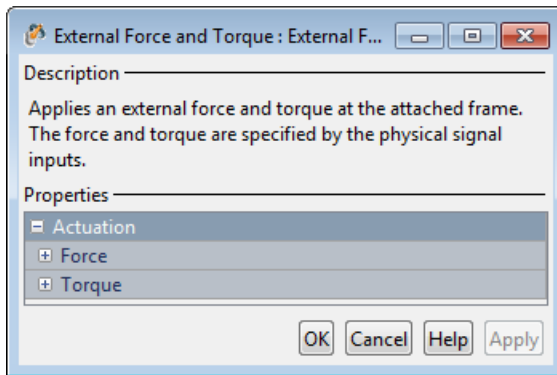 External Force and Torque : External F...
Description
Applies an external force and torque at the attached frame.
The force and torque are specified by the physical signal
inputs.
Properties
Actuation
Force
Torque
OK Cancel Help Apply